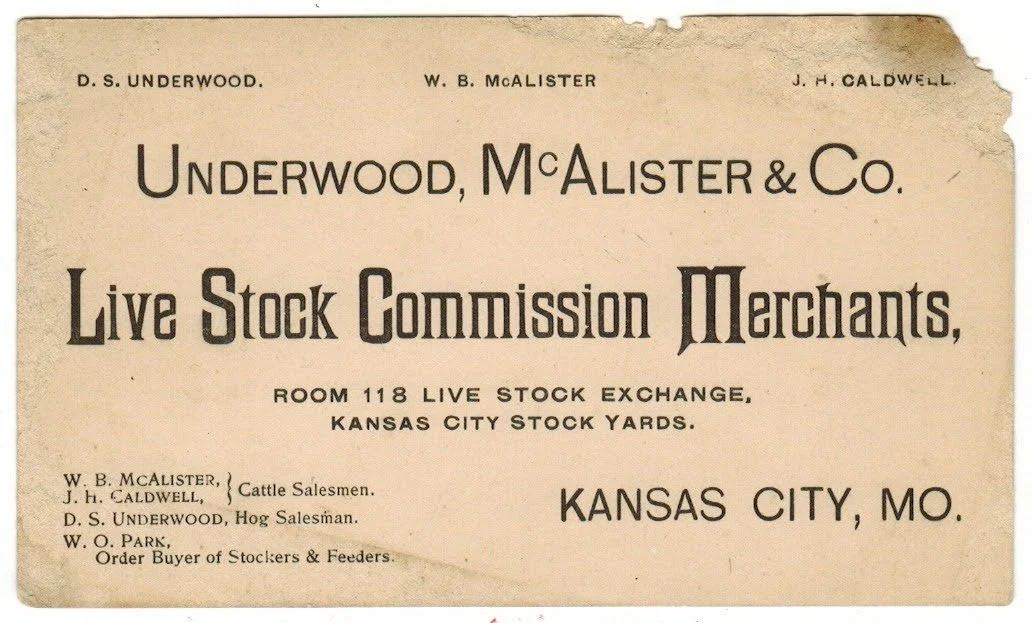 D. S. UNDERWOOD. W. B. McALISTER J. H. CALDWELL.
UNDERWOOD, McALISTER & CO.
Live Stock Commission Merchants,
ROOM 118 LIVE STOCK EXCHANGE,
KANSAS CITY STOCK YARDS.
W. B. MCALISTER,
J. H. CALDWELL, } Cattle Salesmen.
D. S. UNDERWOOD, Hog Salesman.
W. O. PARK,
Order Buyer of Stockers & Feeders.
KANSAS CITY, MO.